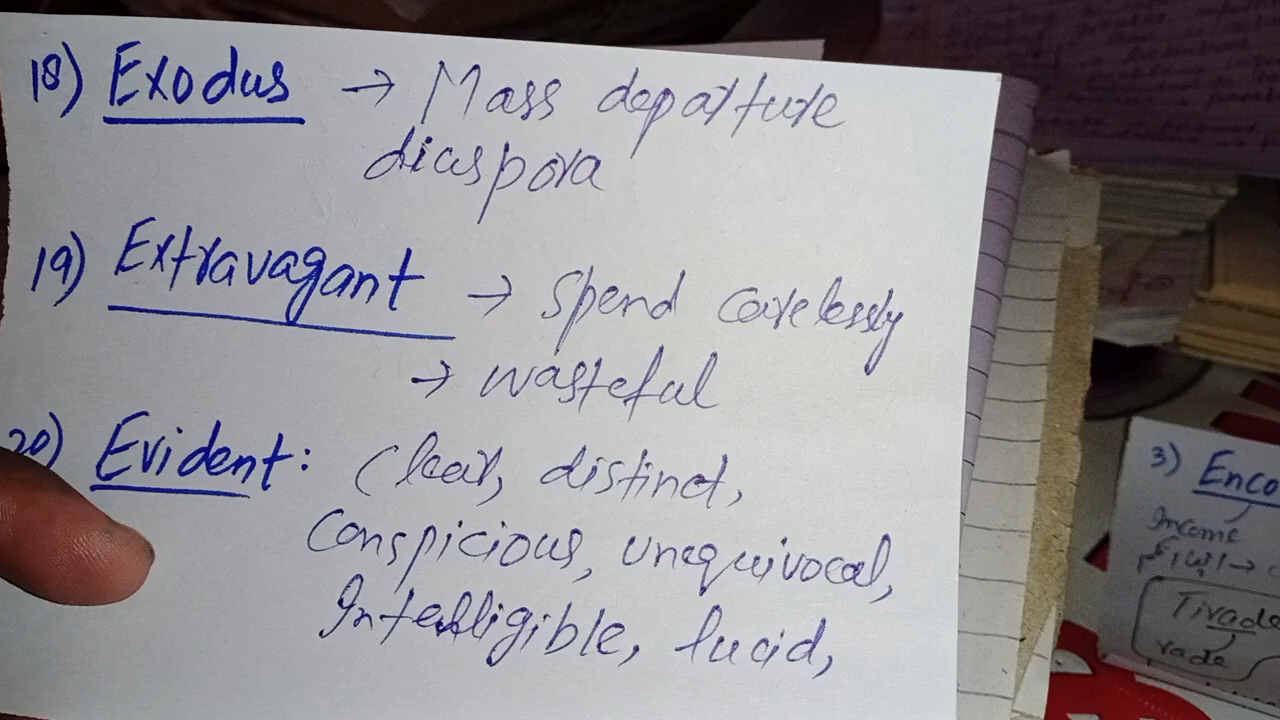 18) Exodus → Mass departure
diaspora
19) Extravagant → Spend carelessly
→ wasteful
20) Evident: Clear, distinct,
conspicious, unequivocal,
Intelligible, lucid,
3) Enco
Income
Tirade
rade